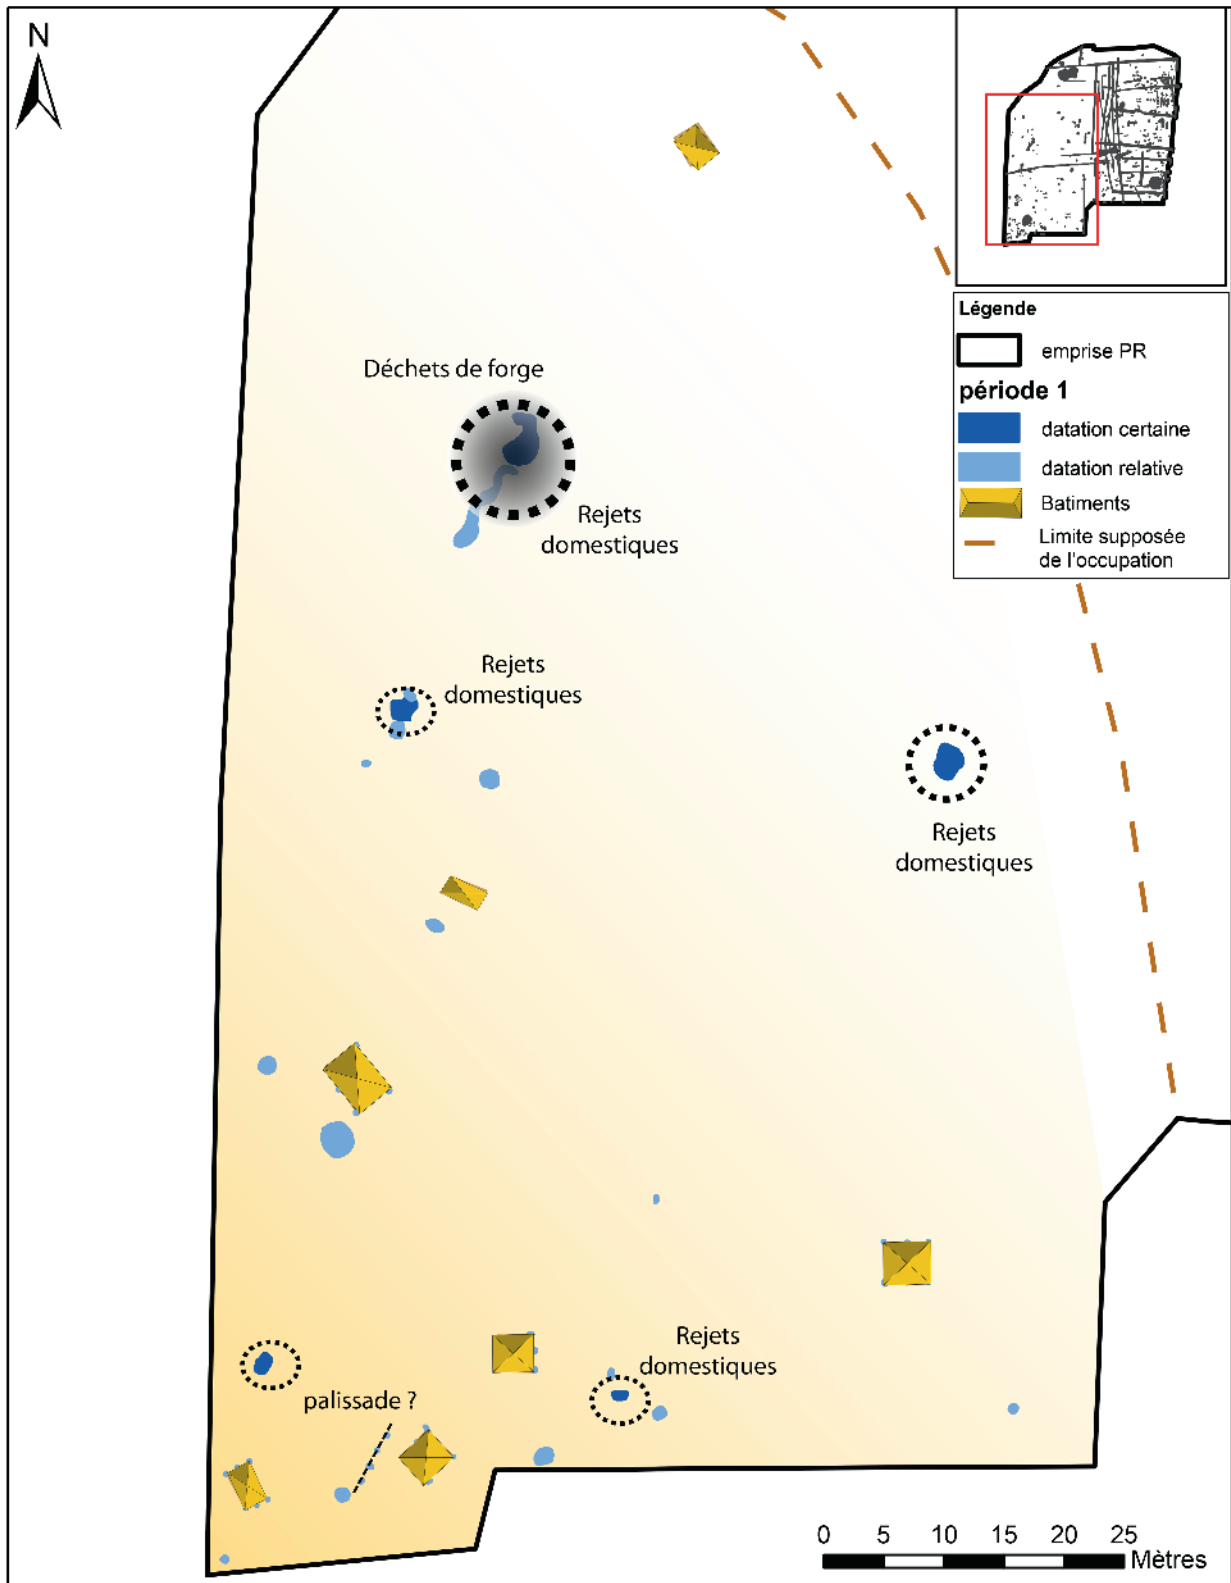 N
Déchets de forge
Rejets
domestiques
Rejets
domestiques
Rejets
domestiques
Rejets
domestiques
palissade ?
Légende
emprise PR
période 1
datation certaine
datation relative
Batiments
Limite supposée
de l'occupation
0 5 10 15 20 25
Mètres